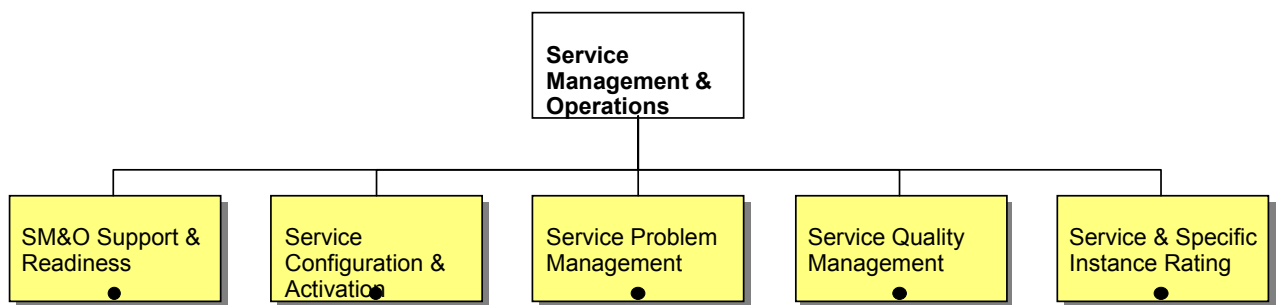 Service
Management &
Operations
SM&O Support &
Readiness
Service
Configuration &
Activation
Service Problem
Management
Service Quality
Management
Service & Specific
Instance Rating